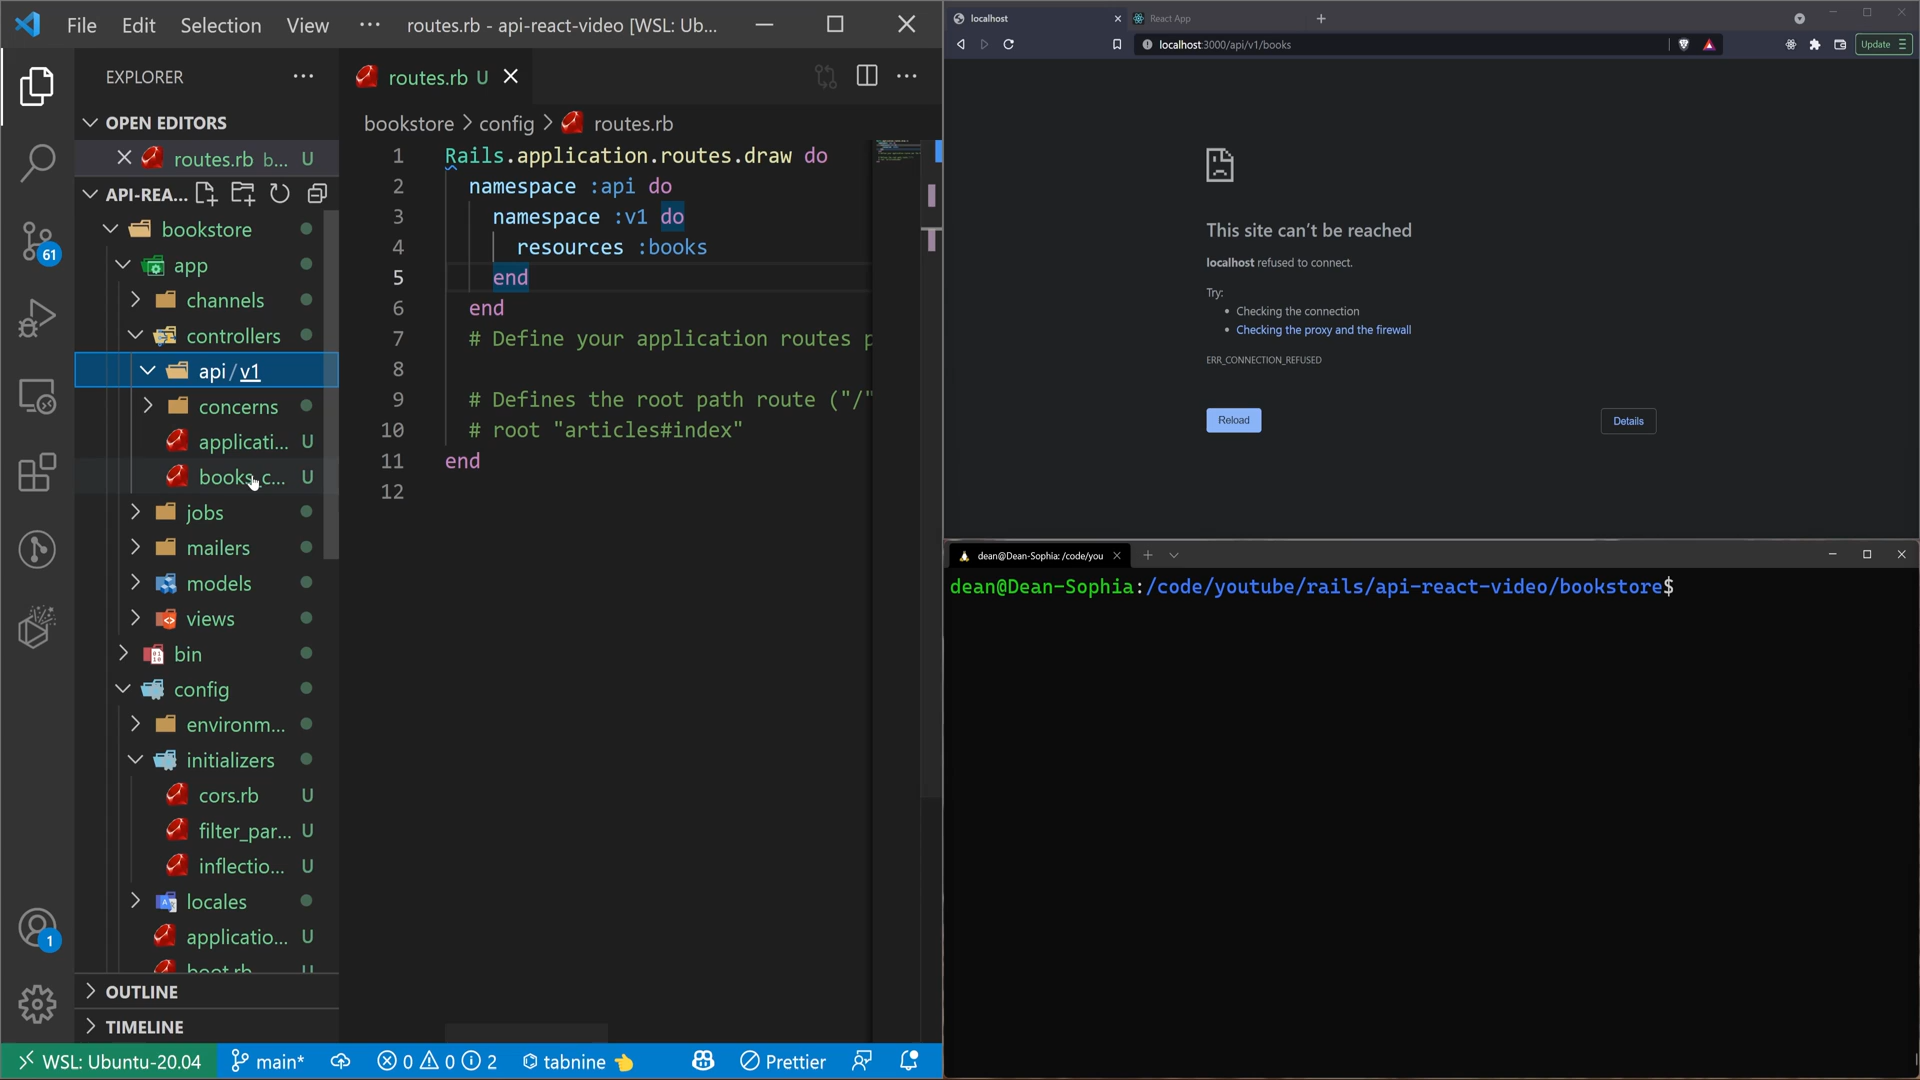 File Edit Selection View ··· routes.rb - api-react-video [WSL: Ub...
EXPLORER ···
OPEN EDITORS
routes.rb b... U
API-REA...
bookstore
app
channels
controllers
api/v1
concerns
applicati... U
books_c... U
jobs
mailers
models
views
bin
config
environm...
initializers
cors.rb U
filter_par... U
inflectio... U
locales
applicatio... U
boot.rb U
OUTLINE
TIMELINE
61
1
routes.rb U
bookstore > config > routes.rb
1 Rails.application.routes.draw do
2 namespace :api do
3 namespace :v1 do
4 resources :books
5 end
6 end
7 # Define your application routes p
8
9 # Defines the root path route ("/"
10 # root "articles#index"
11 end
12
WSL: Ubuntu-20.04 main* 0 0 2 tabnine Prettier
localhost React App
localhost:3000/api/v1/books Update
This site can’t be reached
localhost refused to connect.
Try:
• Checking the connection
• Checking the proxy and the firewall
ERR_CONNECTION_REFUSED
Reload Details
dean@Dean-Sophia: /code/you
dean@Dean-Sophia:/code/youtube/rails/api-react-video/bookstore$